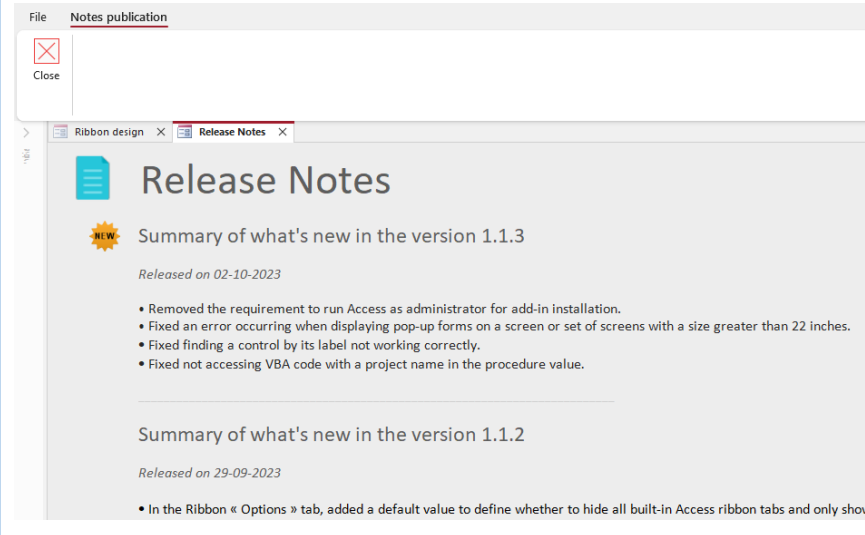 File Notes publication
Close
Ribbon design Release Notes
Release Notes
NEW Summary of what's new in the version 1.1.3
Released on 02-10-2023
• Removed the requirement to run Access as administrator for add-in installation.
• Fixed an error occurring when displaying pop-up forms on a screen or set of screens with a size greater than 22 inches.
• Fixed finding a control by its label not working correctly.
• Fixed not accessing VBA code with a project name in the procedure value.
Summary of what's new in the version 1.1.2
Released on 29-09-2023
• In the Ribbon « Options » tab, added a default value to define whether to hide all built-in Access ribbon tabs and only